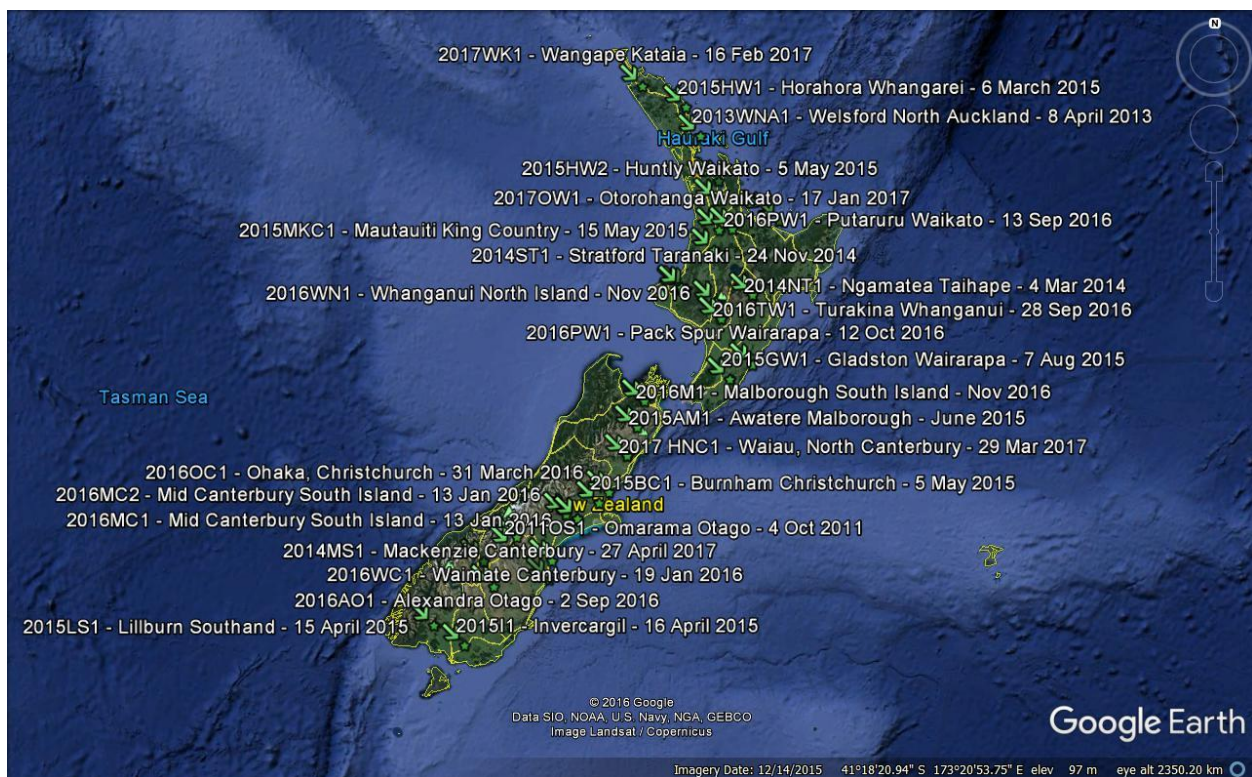 N
2017WK1 - Wangape Kataia - 16 Feb 2017
2015HW1 - Horahora Whangarei - 6 March 2015
2013WNA1 - Welsford North Auckland - 8 April 2013
Hauraki Gulf
2015HW2 - Huntly Waikato - 5 May 2015
2017OW1 - Otorohanga Waikato - 17 Jan 2017
2016PW1 - Putaruru Waikato - 13 Sep 2016
2015MKC1 - Mautauiti King Country - 15 May 2015
2014ST1 - Stratford Taranaki - 24 Nov 2014
2014NT1 - Ngamatea Taihape - 4 Mar 2014
2016WN1 - Whanganui North Island - Nov 2016
2016TW1 - Turakina Whanganui - 28 Sep 2016
2016PW1 - Pack Spur Wairarapa - 12 Oct 2016
2015GW1 - Gladston Wairarapa - 7 Aug 2015
2016M1 - Malborough South Island - Nov 2016
Tasman Sea
2015AM1 - Awatere Malborough - June 2015
2017 HNC1 - Waiau, North Canterbury - 29 Mar 2017
2016OC1 - Ohaka, Christchurch - 31 March 2016
2015BC1 - Burnham Christchurch - 5 May 2015
2016MC2 - Mid Canterbury South Island - 13 Jan 2016
w Zealand
2016MC1 - Mid Canterbury South Island - 13 Jan 2016
2011OS1 - Omarama Otago - 4 Oct 2011
2014MS1 - Mackenzie Canterbury - 27 April 2017
2016WC1 - Waimate Canterbury - 19 Jan 2016
2016AO1 - Alexandra Otago - 2 Sep 2016
2015LS1 - Lillburn Southand - 15 April 2015
2015I1 - Invercargil - 16 April 2015
© 2016 Google
Data SIO, NOAA, U.S. Navy, NGA, GEBCO
Image Landsat / Copernicus
Google Earth
Imagery Date: 12/14/2015 41°18'20.94" S 173°20'53.75" E elev 97 m eye alt 2350.20 km